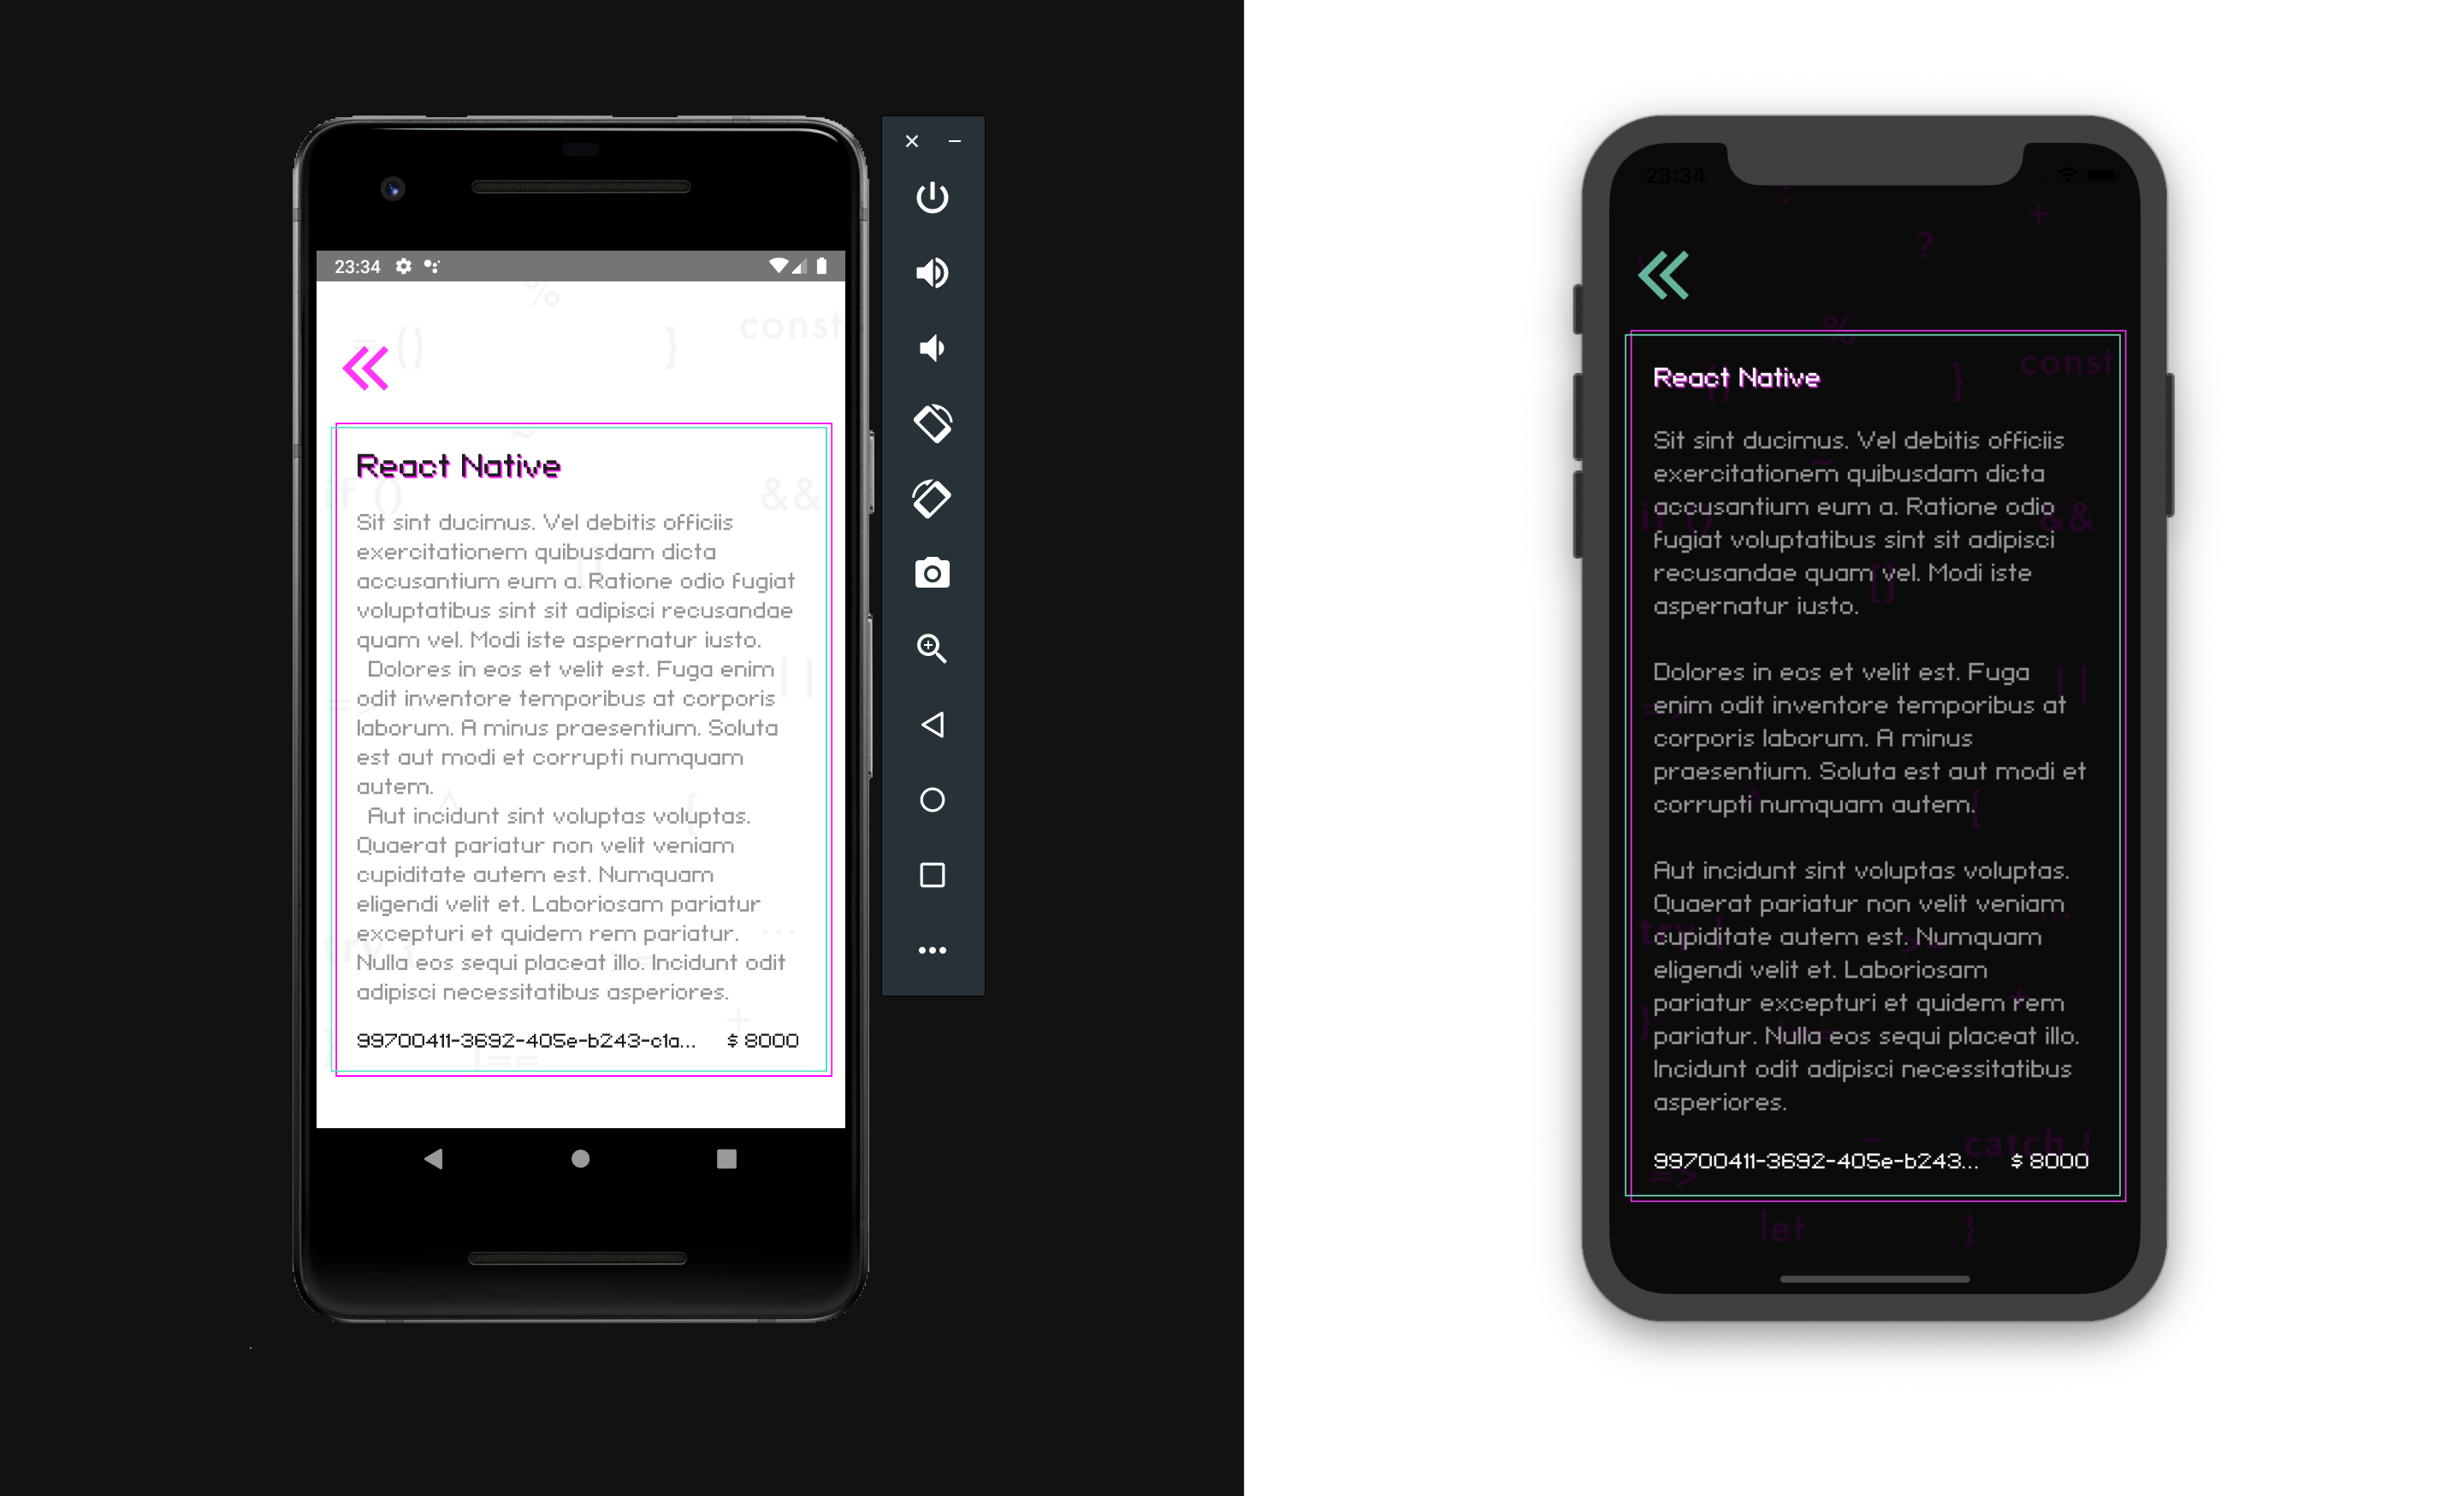 23:34
%
= ()
}
const
React Native
~
if ()
&&
Sit sint ducimus. Vel debitis officiis
exercitationem quibusdam dicta
accusantium eum a. Ratione odio fugiat
voluptatibus sint sit adipisci recusandae
quam vel. Modi iste aspernatur iusto.
Dolores in eos et velit est. Fuga enim
odit inventore temporibus at corporis
laborum. A minus praesentium. Soluta
est aut modi et corrupti numquam
autem.
Aut incidunt sint voluptas voluptas.
Quaerat pariatur non velit veniam
cupiditate autem est. Numquam
eligendi velit et. Laboriosam pariatur
excepturi et quidem rem pariatur.
Nulla eos sequi placeat illo. Incidunt odit
adipisci necessitatibus asperiores.
99700411-3692-405e-b243-c1a... $ 8000
23:34
:
+
?
%
const
()
}
React Native
Sit sint ducimus. Vel debitis officiis
exercitationem quibusdam dicta
accusantium eum a. Ratione odio
fugiat voluptatibus sint sit adipisci
recusandae quam vel. Modi iste
aspernatur iusto.
if ()
&&
[]
||
=>
Dolores in eos et velit est. Fuga
enim odit inventore temporibus at
corporis laborum. A minus
praesentium. Soluta est aut modi et
corrupti numquam autem.
^
{
Aut incidunt sint voluptas voluptas.
Quaerat pariatur non velit veniam
cupiditate autem est. Numquam
eligendi velit et. Laboriosam
pariatur excepturi et quidem rem
pariatur. Nulla eos sequi placeat illo.
Incidunt odit adipisci necessitatibus
asperiores.
try {
...
}
+
catch {
99700411-3692-405e-b243... $ 8000
=>
let
}